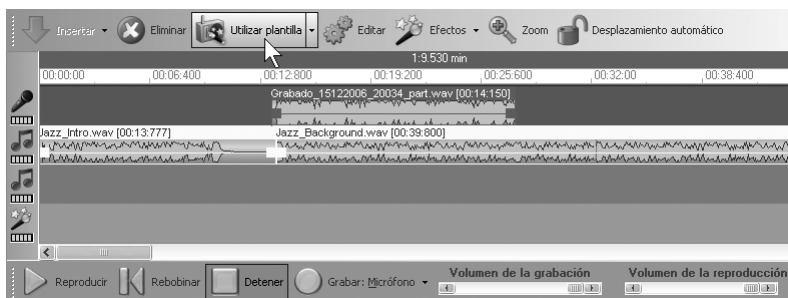 Insertar Eliminar Utilizar plantilla Editar Efectos Zoom Desplazamiento automático
1:9.530 min
00:00:00 00:06:400 00:12:800 00:19:200 00:25:600 00:32:00 00:38:400
Grabado_15122006_20034_part.wav [00:14:150]
Jazz_Intro.wav [00:13:777] Jazz_Background.wav [00:39:800]
Reproducir Rebobinar Detener Grabar: Micrófono Volumen de la grabación Volumen de la reproducción